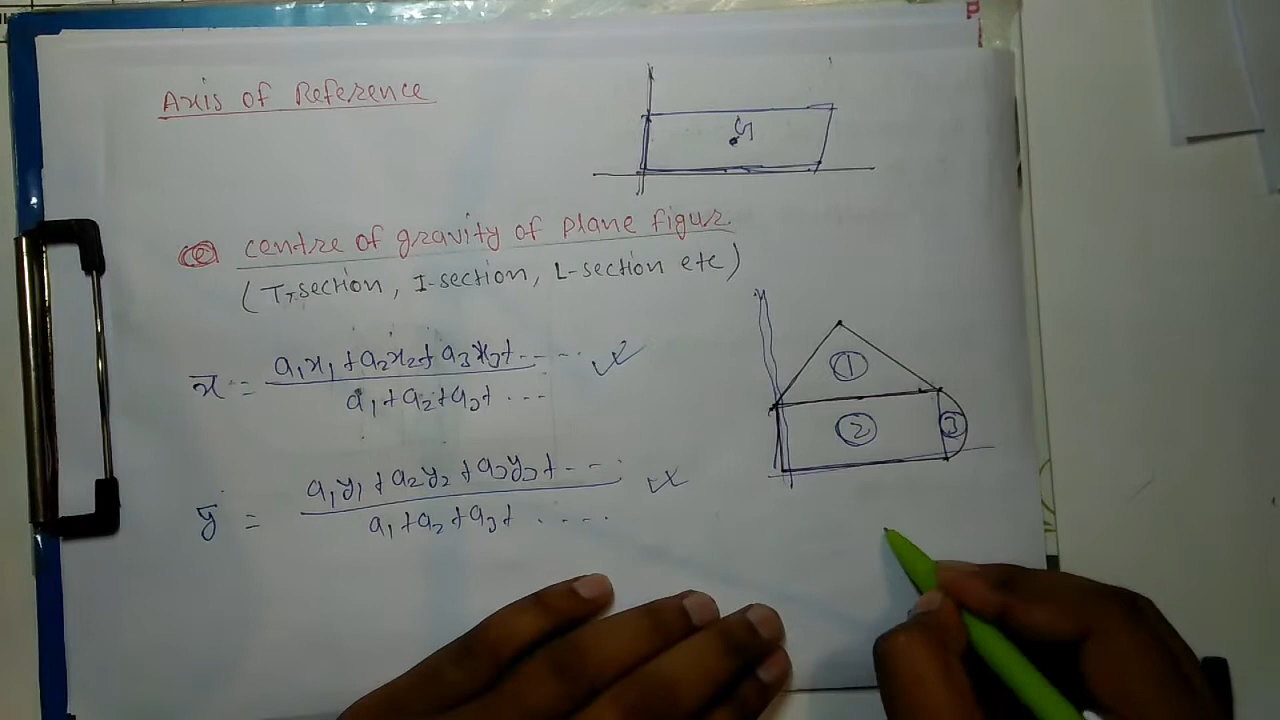 Axis of Reference
G
centre of gravity of plane figur.
(T-section, I-section, L-section etc)
x̄ = a₁x₁ + a₂x₂ + a₃x₃ + ---- / a₁ + a₂ + a₃ + ...
ȳ = a₁y₁ + a₂y₂ + a₃y₃ + --- / a₁ + a₂ + a₃ + ....
1
2
3